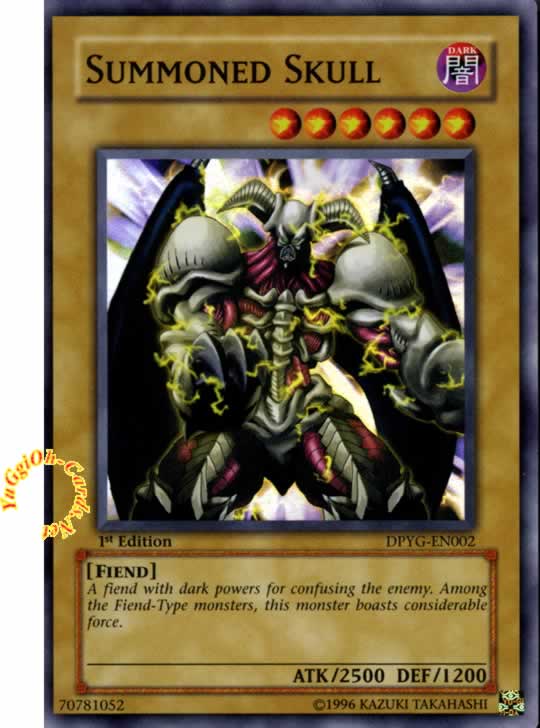 SUMMONED SKULL
DARK
闇
YuGgiOh-Cards.Net
1st Edition
DPYG-EN002
[FIEND]
A fiend with dark powers for confusing the enemy. Among
the Fiend-Type monsters, this monster boasts considerable
force.
ATK/2500 DEF/1200
70781052
©1996 KAZUKI TAKAHASHI